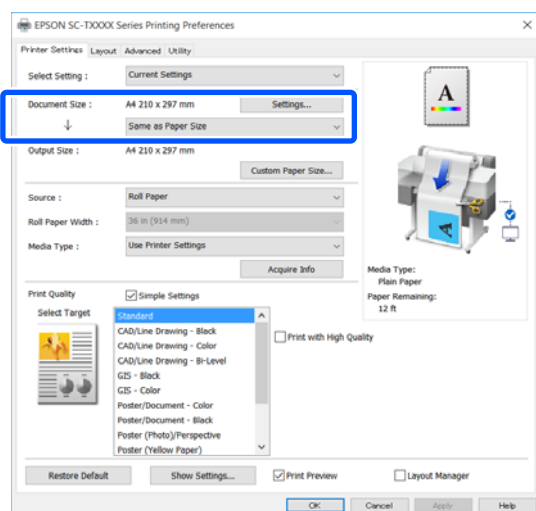 EPSON SC-TXXXX Series Printing Preferences
Printer Settings Layout Advanced Utility
Select Setting : Current Settings
Document Size : A4 210 x 297 mm Settings...
↓ Same as Paper Size
Output Size : A4 210 x 297 mm
Custom Paper Size...
Source : Roll Paper
Roll Paper Width : 36 in (914 mm)
Media Type : Use Printer Settings
Acquire Info
A
A
Media Type:
Plain Paper
Paper Remaining:
12 ft
Print Quality Simple Settings
Select Target
Standard
CAD/Line Drawing - Black
CAD/Line Drawing - Color
CAD/Line Drawing - Bi-Level
GIS - Black
GIS - Color
Poster/Document - Color
Poster/Document - Black
Poster (Photo)/Perspective
Poster (Yellow Paper)
Print with High Quality
Restore Default Show Settings... Print Preview Layout Manager
OK Cancel Apply Help